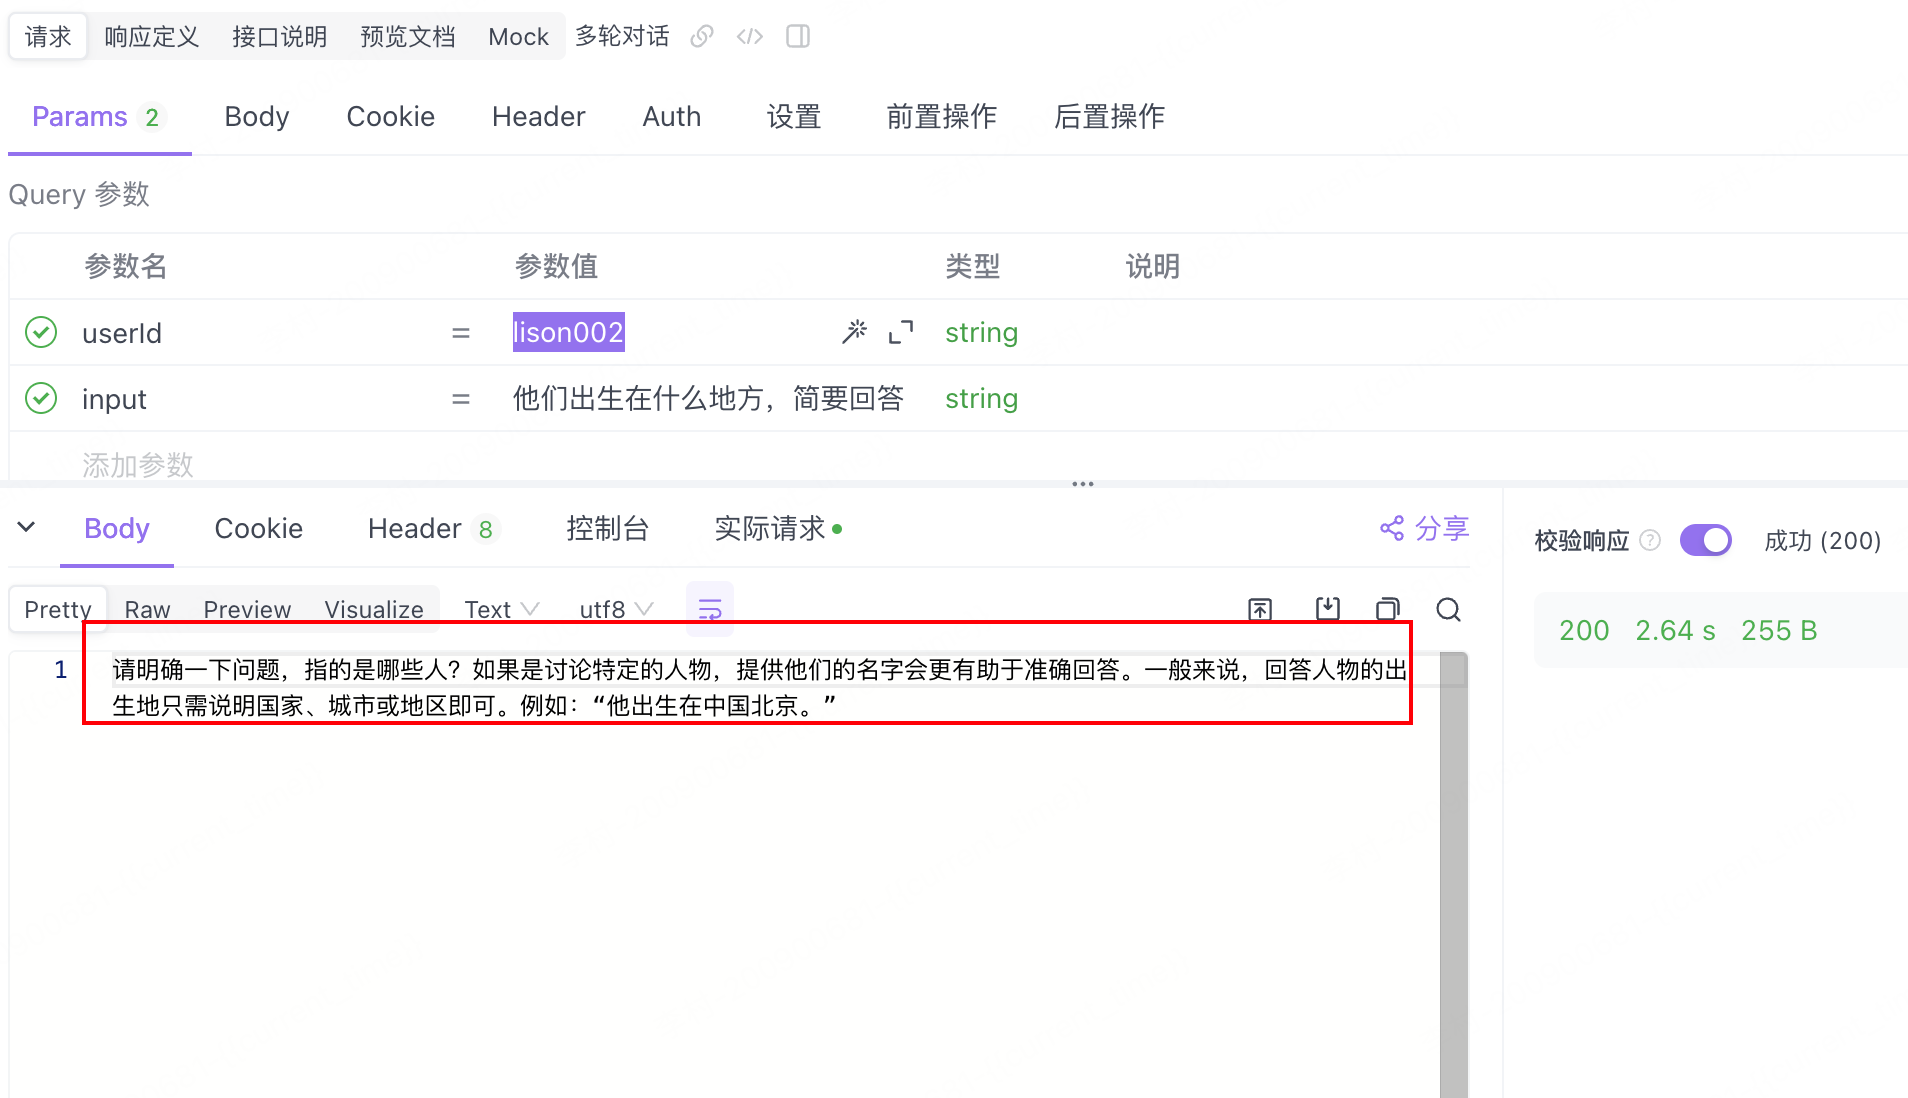 请求 响应定义 接口说明 预览文档 Mock 多轮对话
Params 2 Body Cookie Header Auth 设置 前置操作 后置操作
Query 参数
参数名 参数值 类型 说明
userId = lison002 string
input = 他们出生在什么地方，简要回答 string
添加参数
Body Cookie Header 8 控制台 实际请求 分享
校验响应 ? 成功 (200)
Pretty Raw Preview Visualize Text utf8
200 2.64 s 255 B
1 请明确一下问题，指的是哪些人？如果是讨论特定的人物，提供他们的名字会更有助于准确回答。一般来说，回答人物的出
生地只需说明国家、城市或地区即可。例如：“他出生在中国北京。”